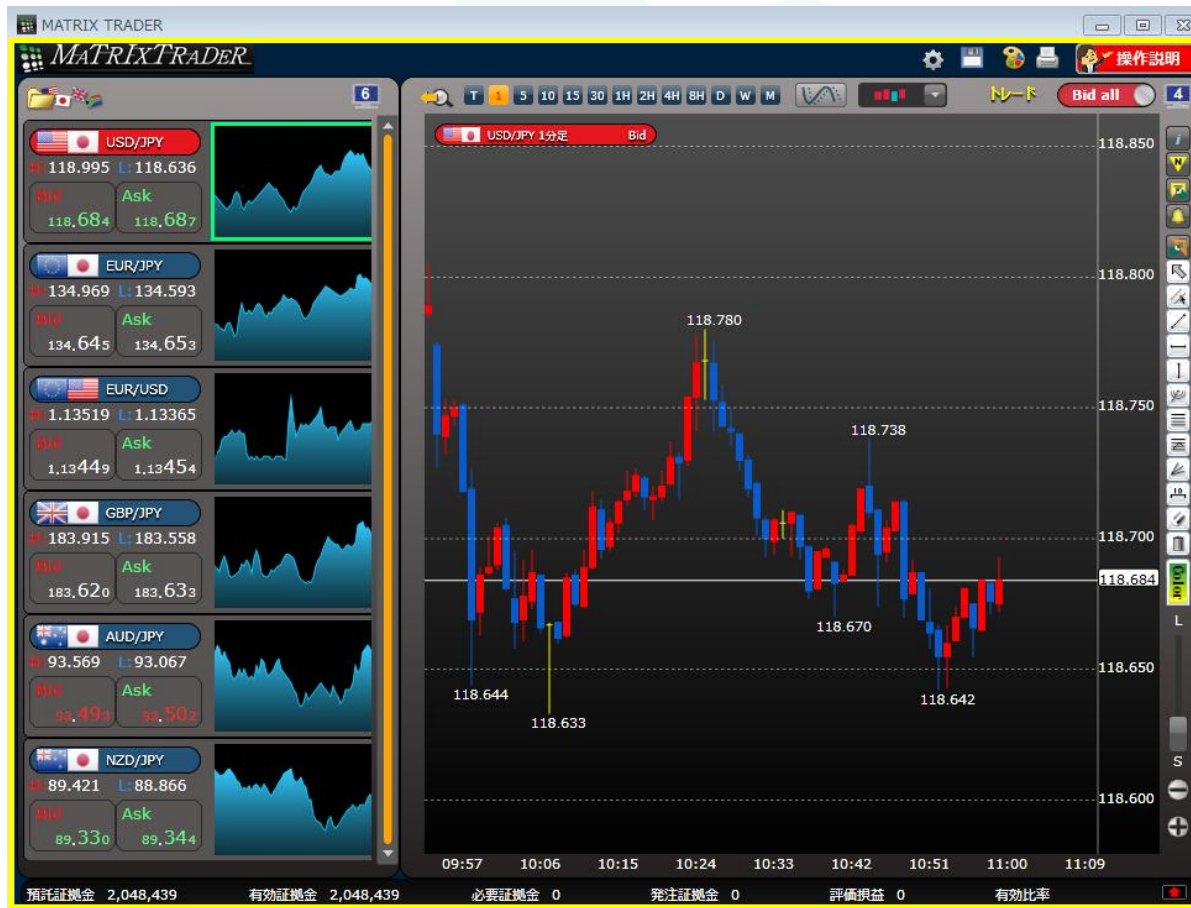 MATRIX TRADER
MATRIXTRADER
操作説明
6
T 1 5 10 15 30 1H 2H 4H 8H D W M
トレード
Bid all
4
USD/JPY
H:118.995 L:118.636
Bid Ask
118.684 118.687
EUR/JPY
H:134.969 L:134.593
Bid Ask
134.645 134.653
EUR/USD
H:1.13519 L:1.13365
Bid Ask
1.13449 1.13454
GBP/JPY
H:183.915 L:183.558
Bid Ask
183.620 183.633
AUD/JPY
H:93.569 L:93.067
Bid Ask
93.493 93.502
NZD/JPY
H:89.421 L:88.866
Bid Ask
89.330 89.344
USD/JPY 1分足 Bid
118.850
118.800
118.780
118.750
118.738
118.700
118.684
118.670
118.650
118.644
118.642
118.633
118.600
i
N
10
Color
L
S
09:57 10:06 10:15 10:24 10:33 10:42 10:51 11:00 11:09
預託証拠金 2,048,439 有効証拠金 2,048,439 必要証拠金 0 発注証拠金 0 評価損益 0 有効比率